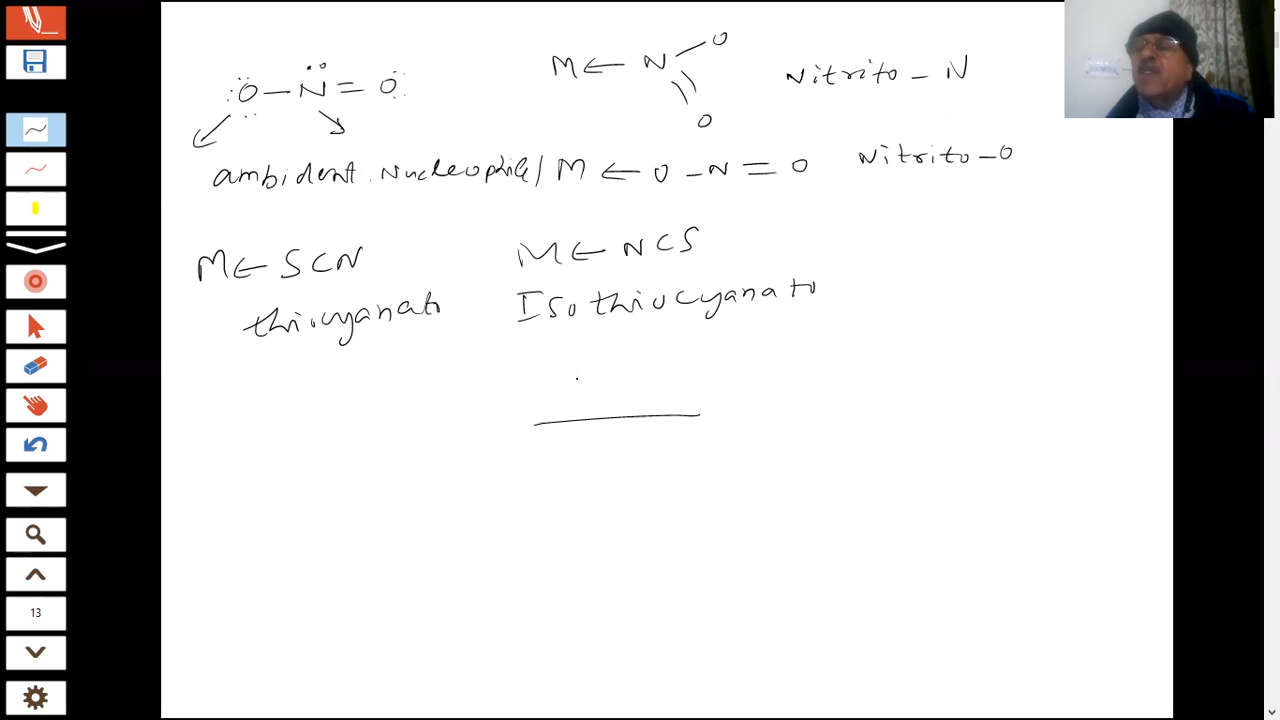 :Ö – N̈ = O:
M ← N – O
O
Nitrito – N
ambident Nucleophile/ M ← O – N = O Nitrito – O
M ← SCN M ← NCS
thiocyanato Isothiocyanato
13